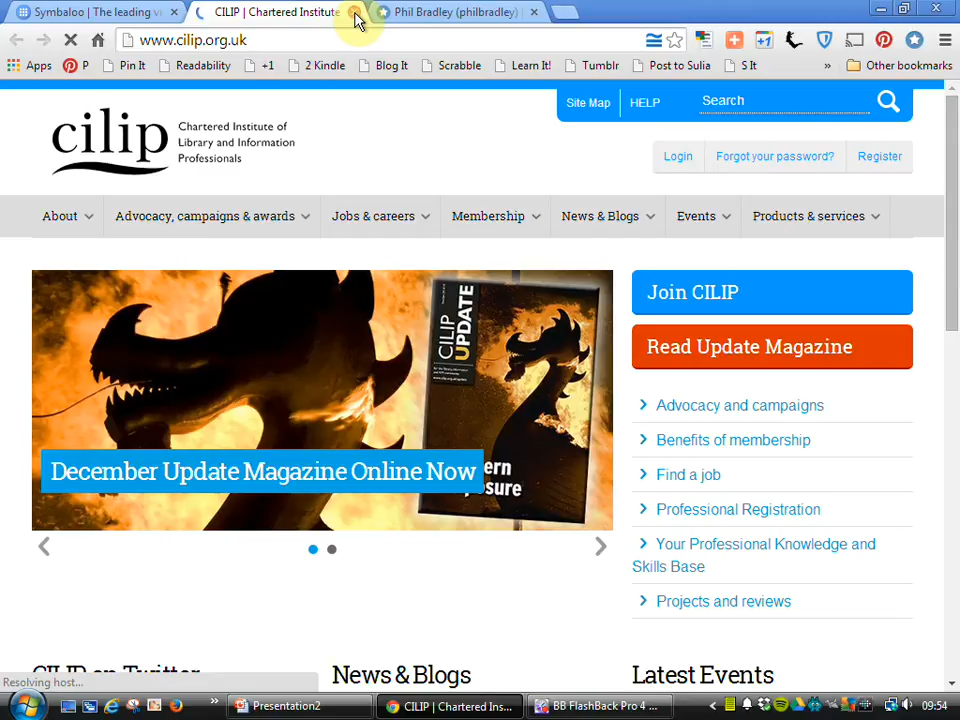 Symbaloo | The leading vi
CILIP | Chartered Institute
Phil Bradley (philbradley)
www.cilip.org.uk
Apps
P
Pin It
Readability
+1
2 Kindle
Blog It
Scrabble
Learn It!
Tumblr
Post to Sulia
S It
»
Other bookmarks
Site Map
HELP
Search
cilip
Chartered Institute of
Library and Information
Professionals
Login
Forgot your password?
Register
About
Advocacy, campaigns & awards
Jobs & careers
Membership
News & Blogs
Events
Products & services
CILIP
UPDATE
December Update Magazine Online Now
ern
osure
Join CILIP
Read Update Magazine
Advocacy and campaigns
Benefits of membership
Find a job
Professional Registration
Your Professional Knowledge and
Skills Base
Projects and reviews
CILIP on Twitter
News & Blogs
Latest Events
Resolving host...
Presentation2
CILIP | Chartered Ins...
BB FlashBack Pro 4 ...
09:54